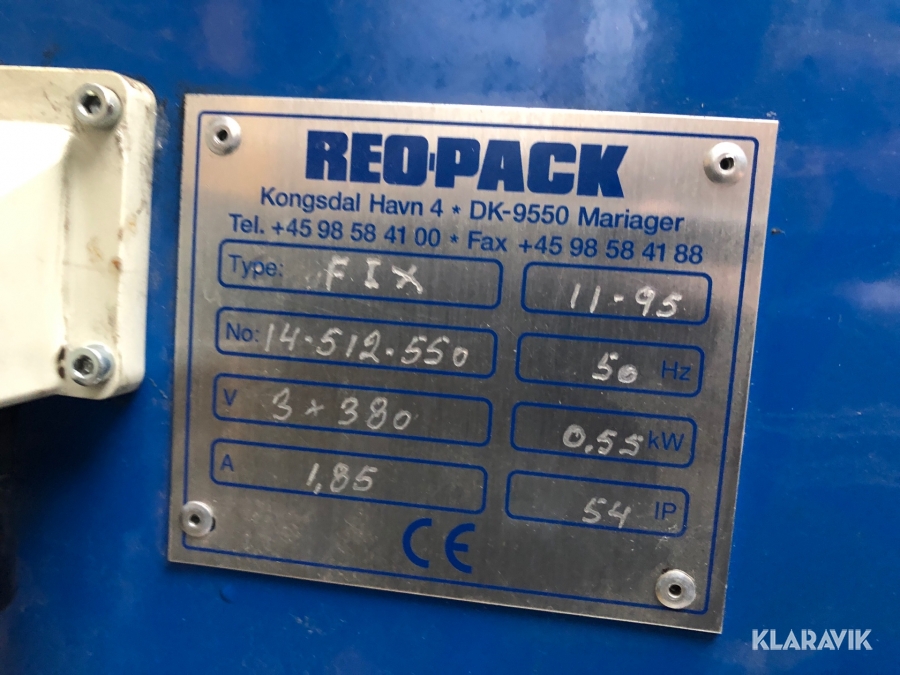 REO-PACK
Kongsdal Havn 4 * DK-9550 Mariager
Tel. +45 98 58 41 00 * Fax +45 98 58 41 88
Type: FIX 11-95
No: 14-512-550 50 Hz
V 3 x 380 0.55 kW
A 1,85 54 IP
CE
KLARAVIK